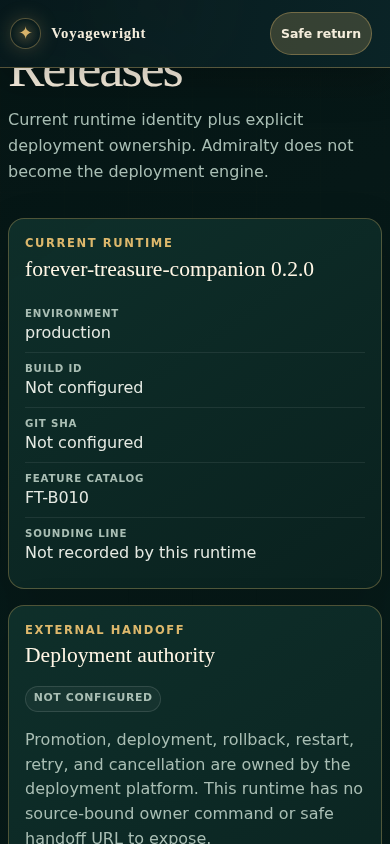 Voyagewright
Safe return
Releases
Current runtime identity plus explicit
deployment ownership. Admiralty does not
become the deployment engine.
CURRENT RUNTIME
forever-treasure-companion 0.2.0
ENVIRONMENT
production
BUILD ID
Not configured
GIT SHA
Not configured
FEATURE CATALOG
FT-B010
SOUNDING LINE
Not recorded by this runtime
EXTERNAL HANDOFF
Deployment authority
NOT CONFIGURED
Promotion, deployment, rollback, restart,
retry, and cancellation are owned by the
deployment platform. This runtime has no
source-bound owner command or safe
handoff URL to expose.